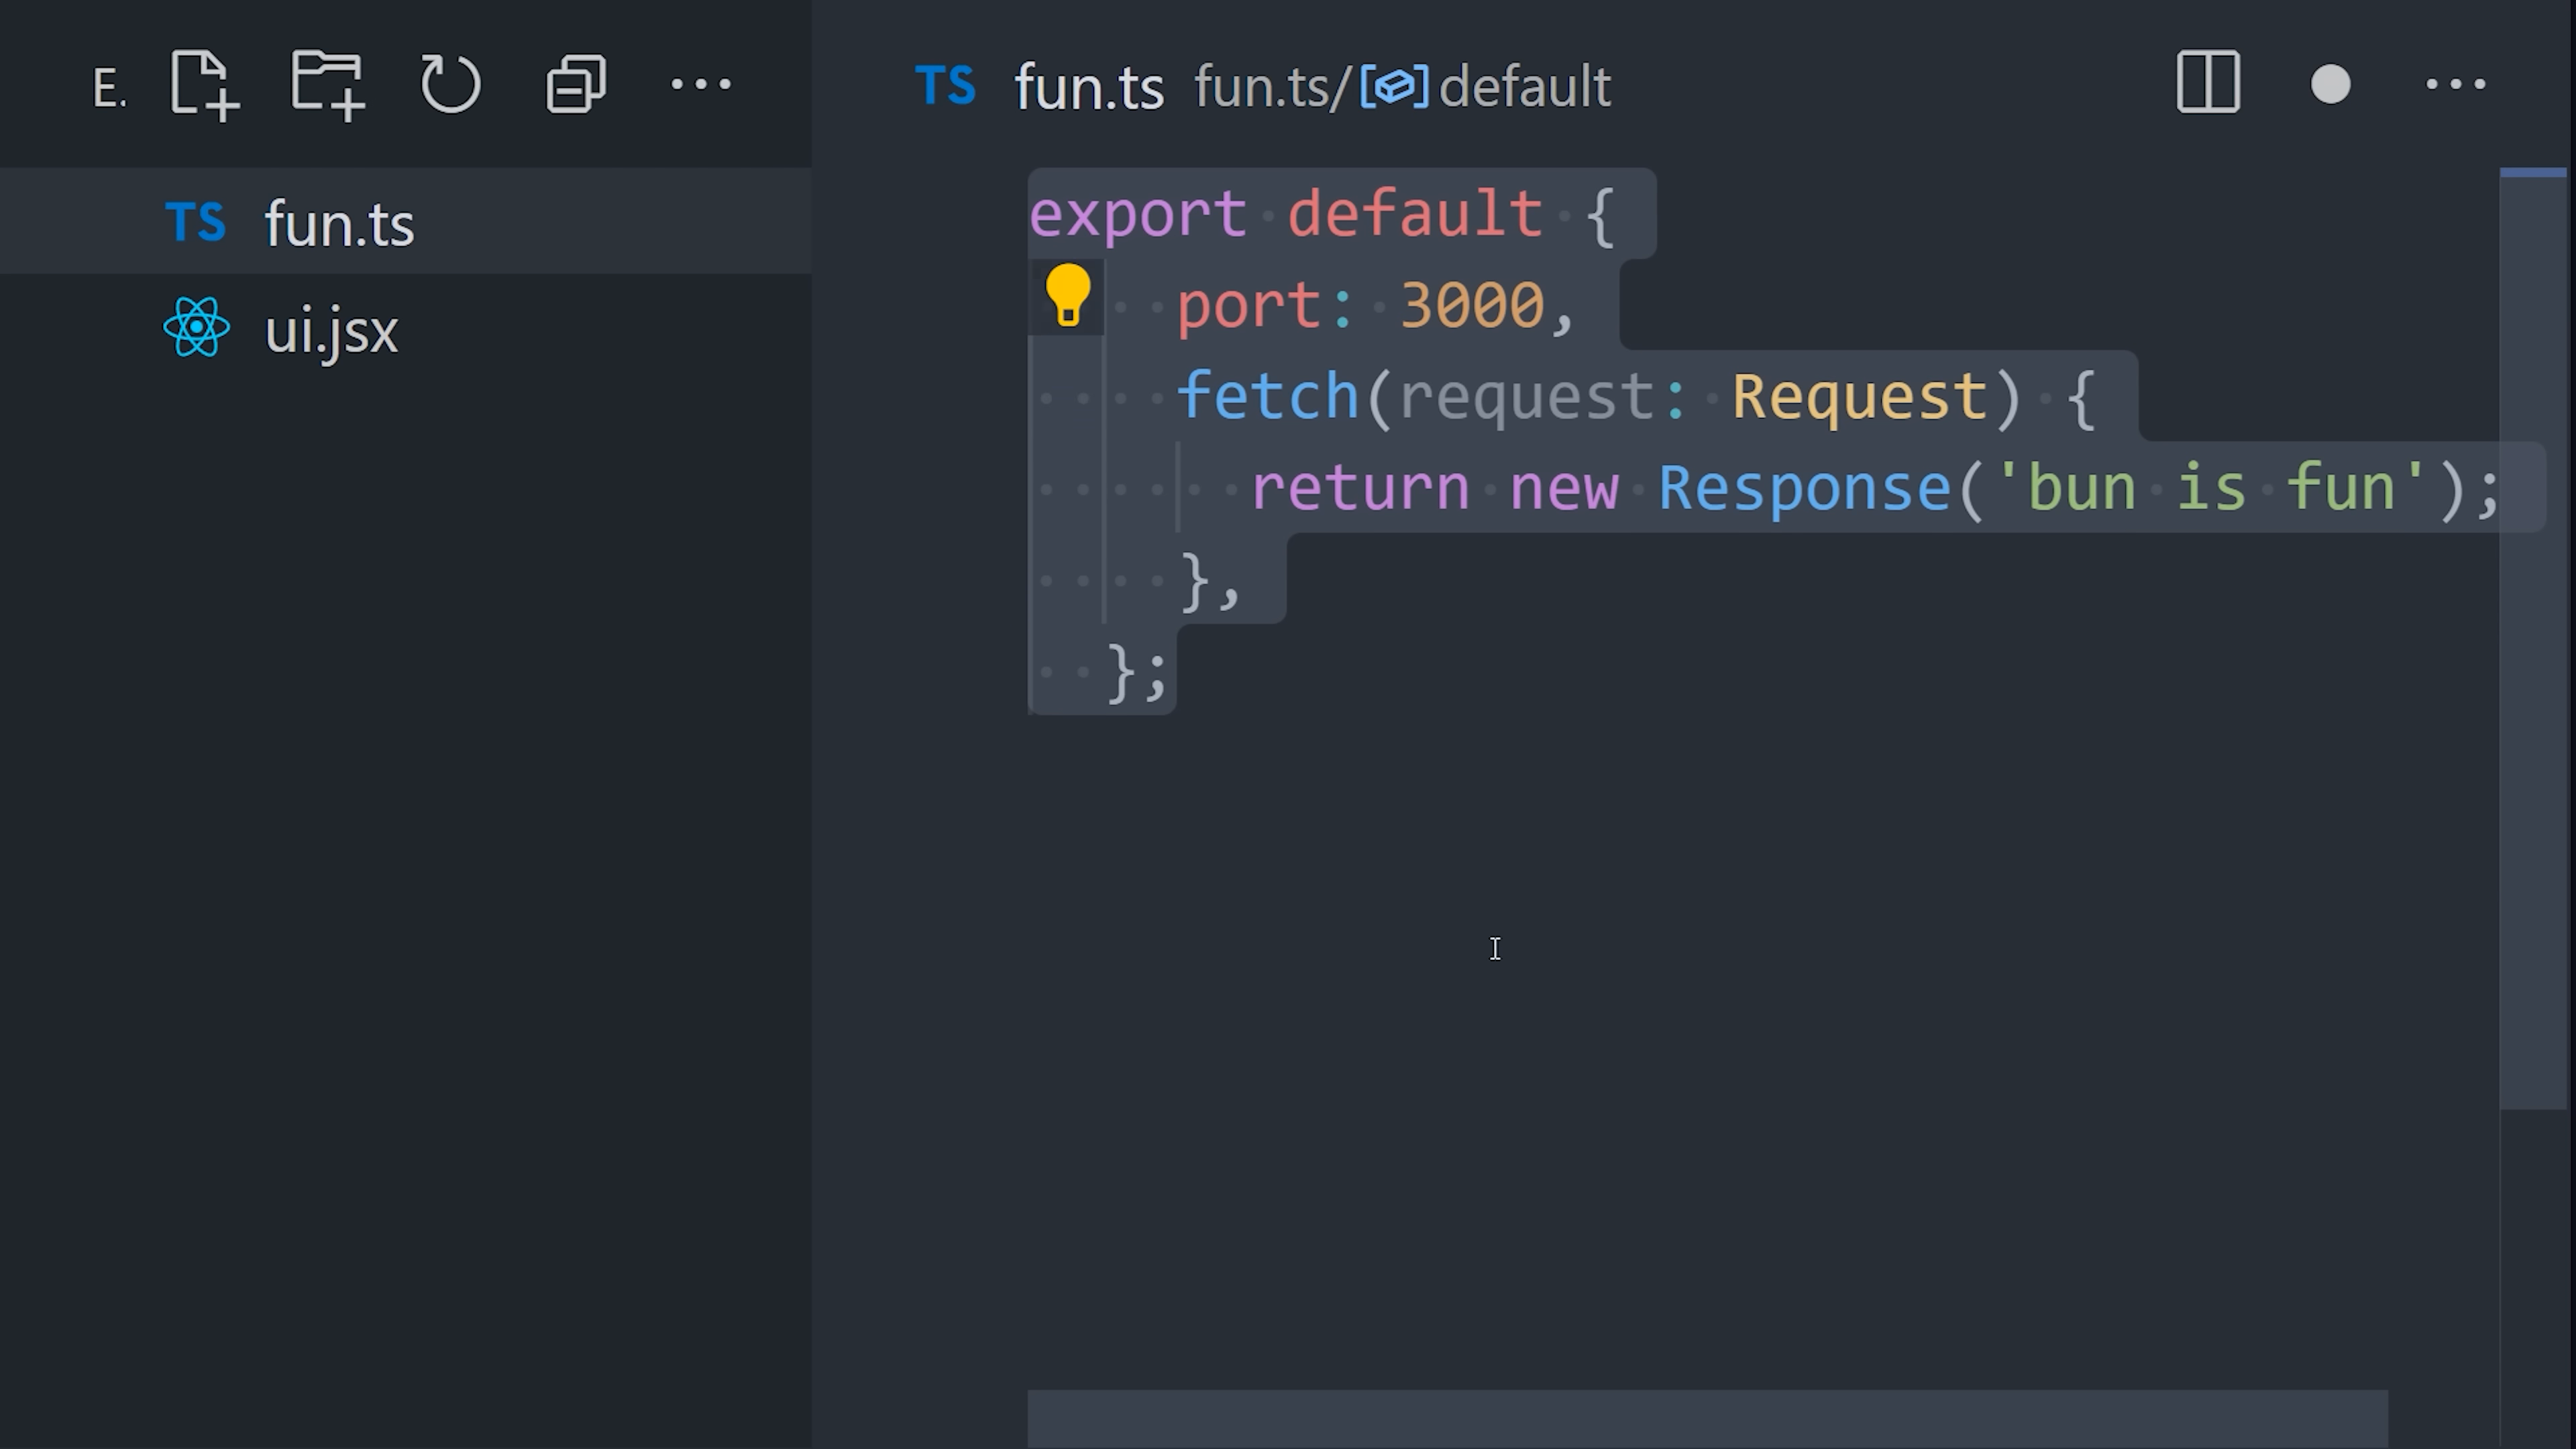 E.
TS fun.ts fun.ts/default
TS fun.ts
ui.jsx
export default {
port: 3000,
fetch(request: Request) {
return new Response('bun is fun');
},
};